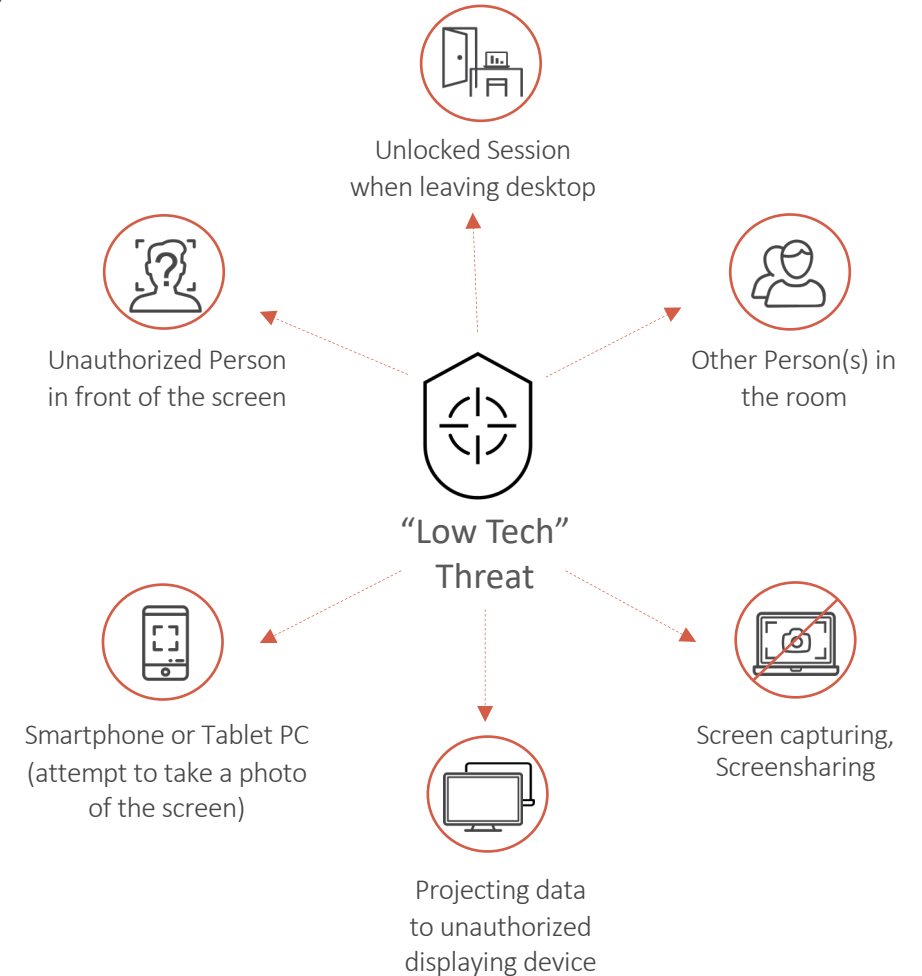 Unlocked Session
when leaving desktop
Unauthorized Person
in front of the screen
Other Person(s) in
the room
“Low Tech”
Threat
Smartphone or Tablet PC
(attempt to take a photo
of the screen)
Screen capturing,
Screensharing
Projecting data
to unauthorized
displaying device